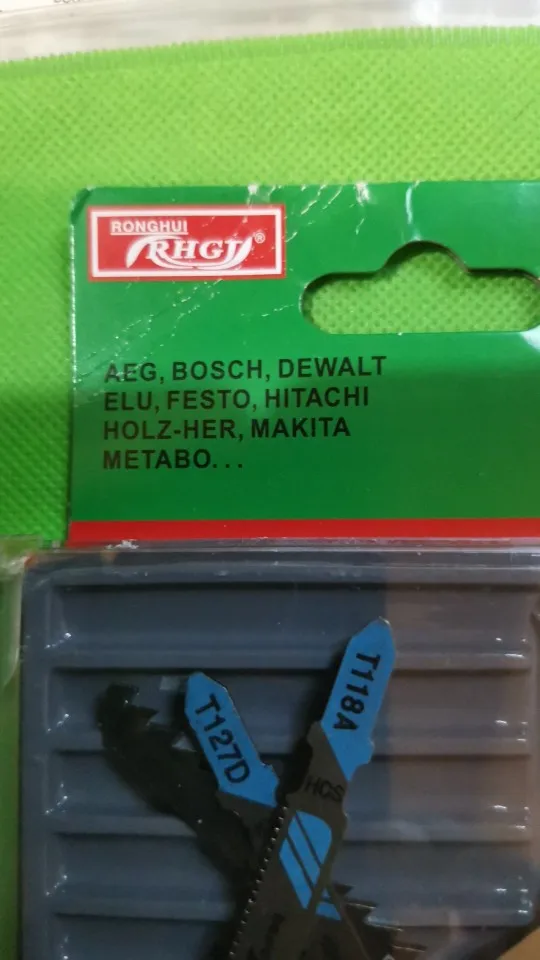 RONGHUI
RHGJ®
AEG, BOSCH, DEWALT
ELU, FESTO, HITACHI
HOLZ-HER, MAKITA
METABO...
T118A
T127D
HCS